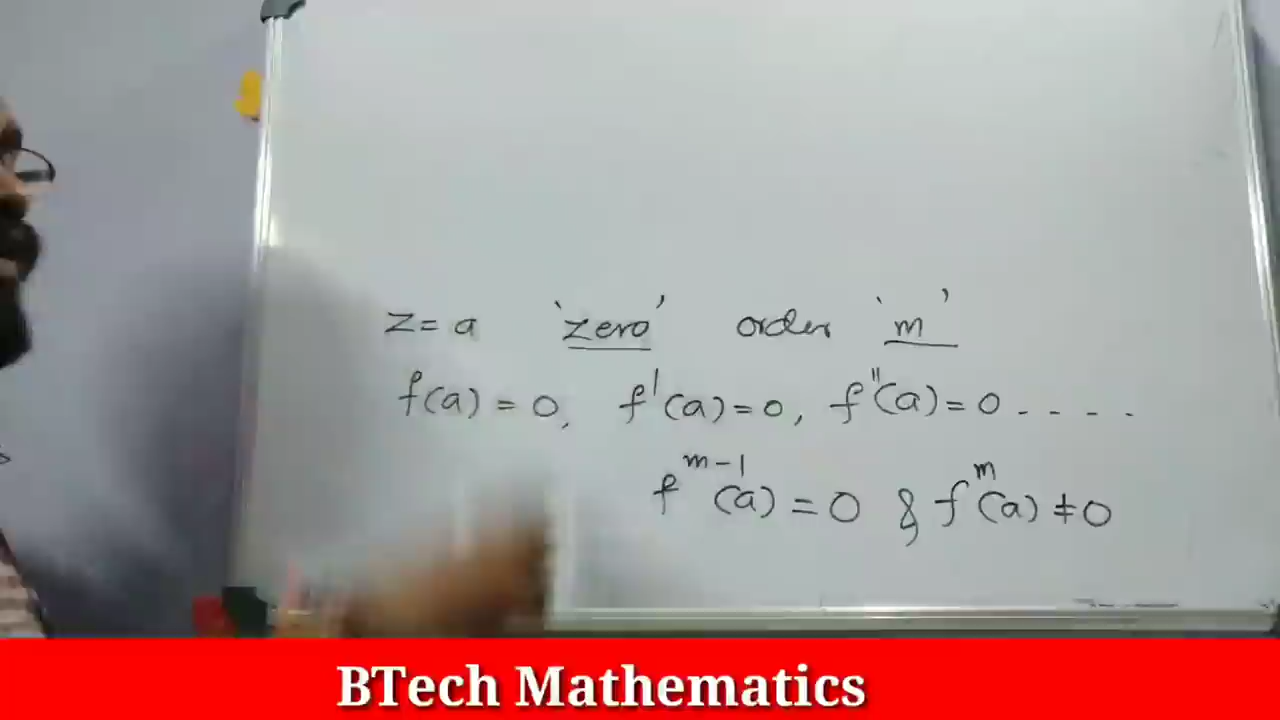 z = a 'zero' order 'm'
f(a) = 0, f'(a) = 0, f''(a) = 0 - - - -
f^{m-1}(a) = 0 & f^{m}(a) ≠ 0
BTech Mathematics